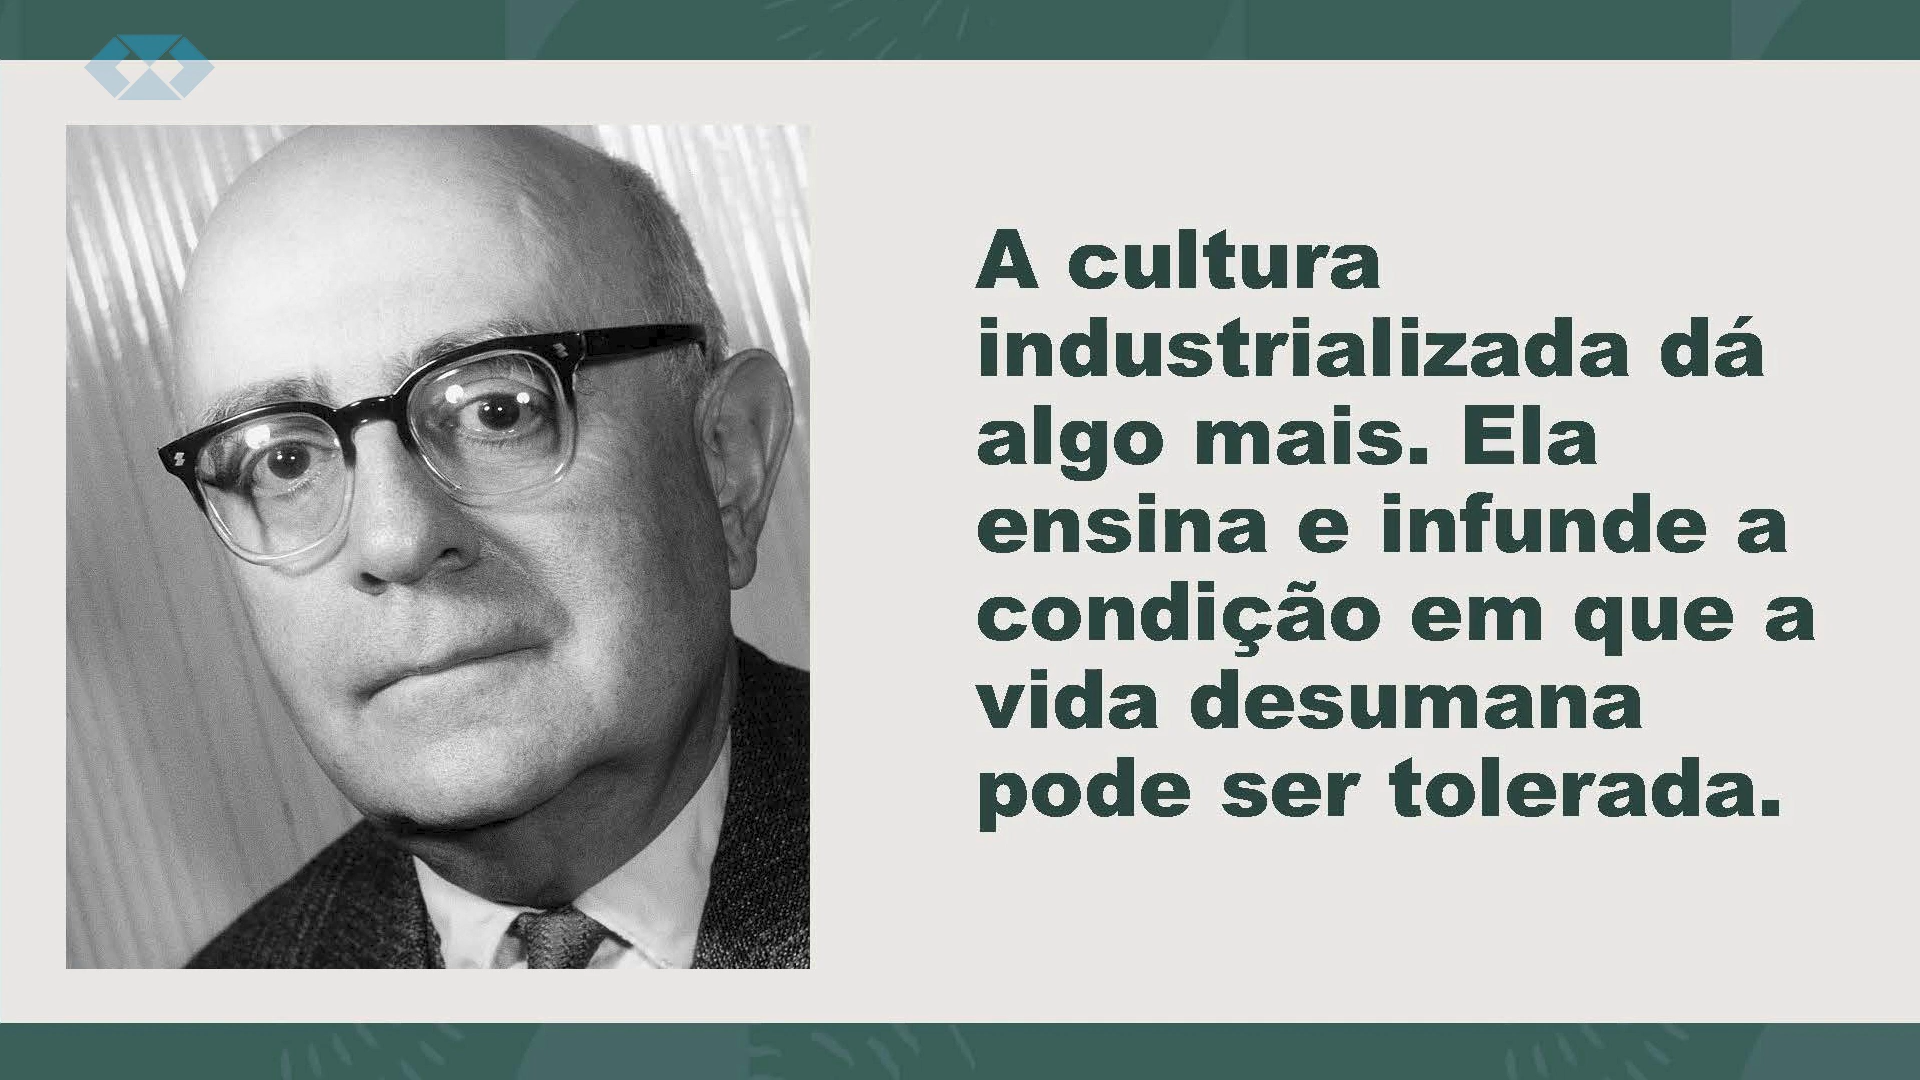 A cultura
industrializada dá
algo mais. Ela
ensina e infunde a
condição em que a
vida desumana
pode ser tolerada.